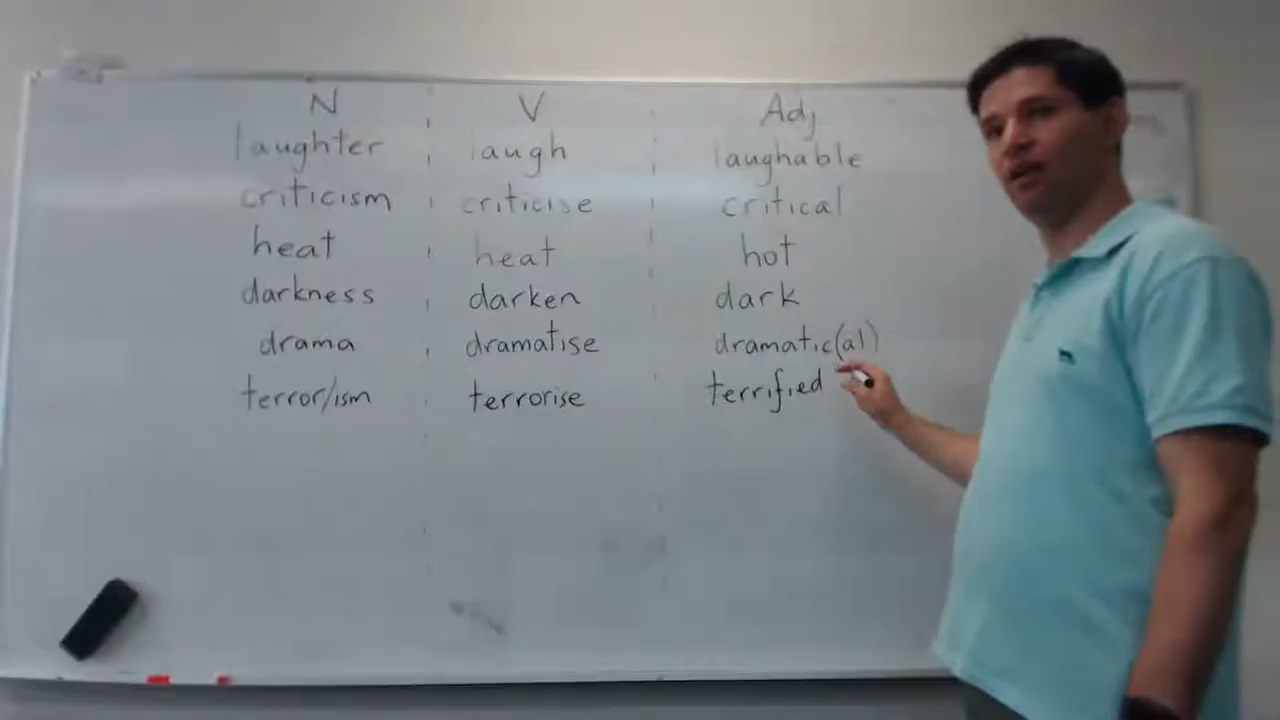 N V Adj
laughter laugh laughable
criticism criticise critical
heat heat hot
darkness darken dark
drama dramatise dramatic(al)
terror/ism terrorise terrified